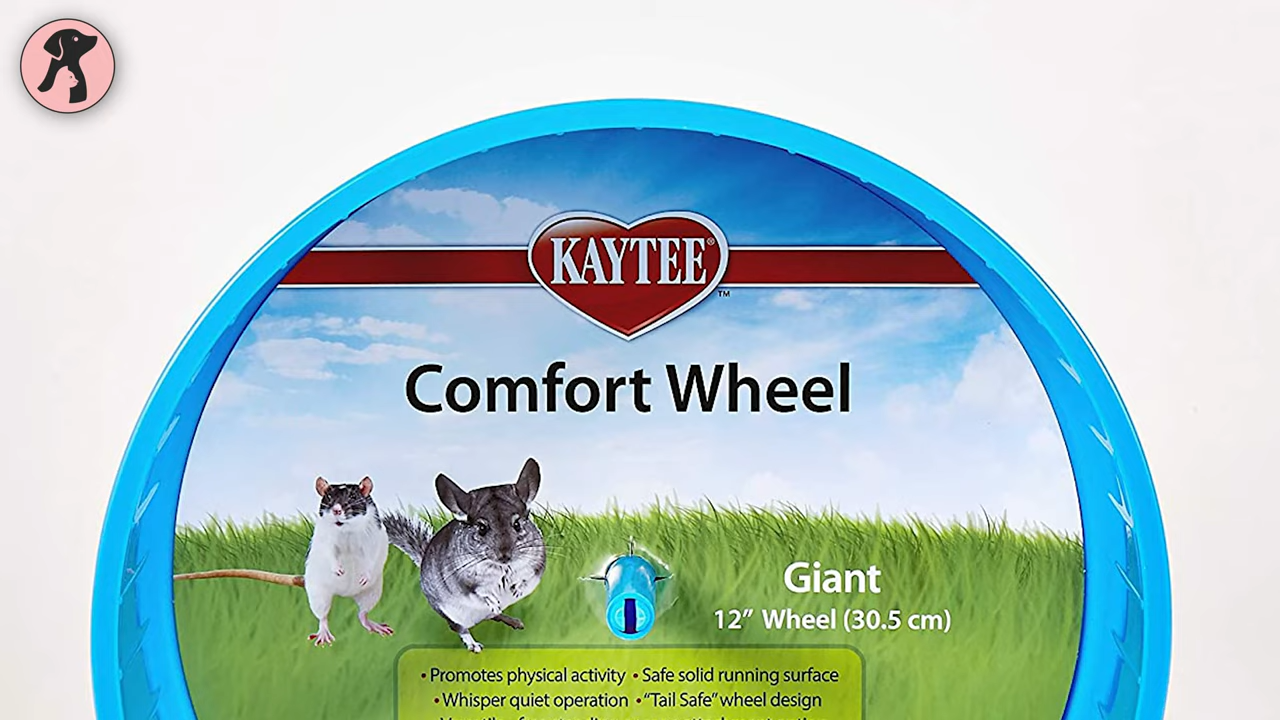 KAYTEE®
™
Comfort Wheel
Giant
12” Wheel (30.5 cm)
• Promotes physical activity • Safe solid running surface
• Whisper quiet operation • “Tail Safe” wheel design